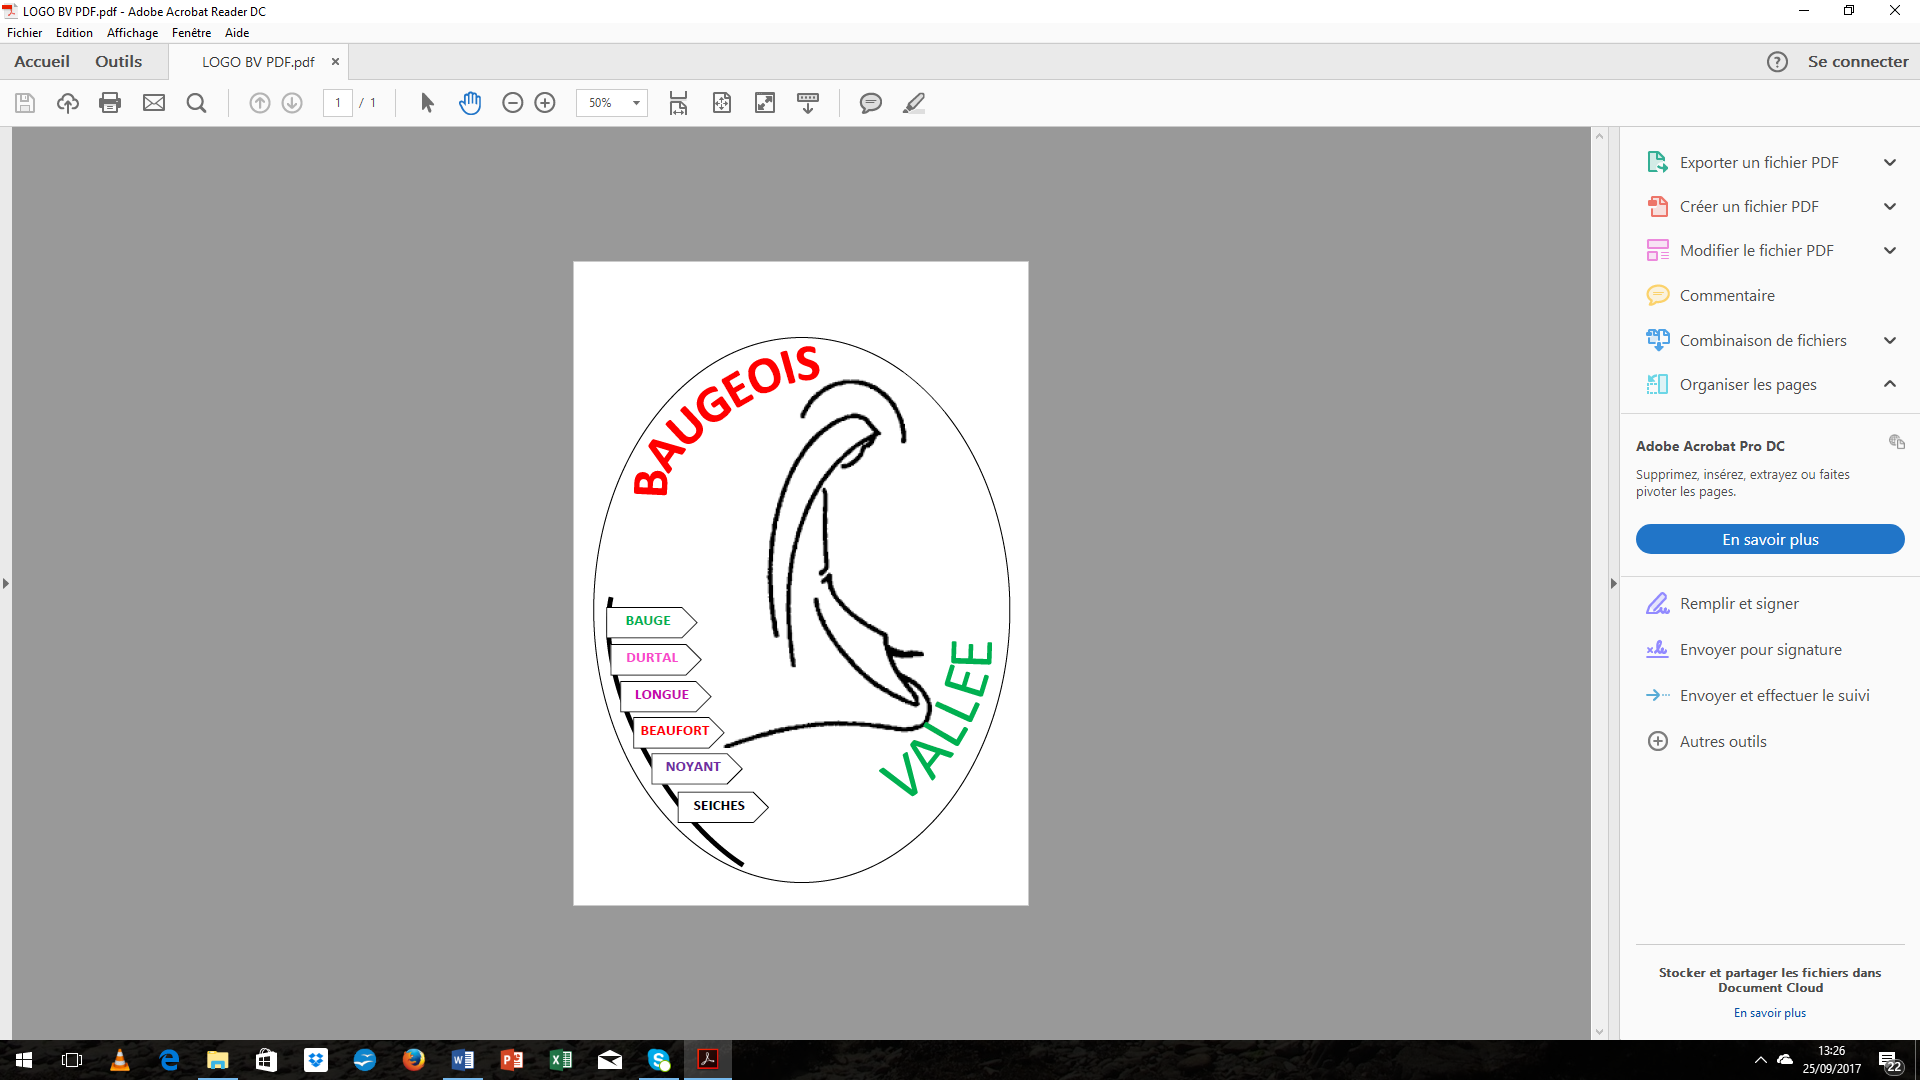 LOGO BV PDF.pdf - Adobe Acrobat Reader DC
Fichier Edition Affichage Fenêtre Aide
Accueil Outils LOGO BV PDF.pdf × Se connecter
1 / 1 50%
BAUGEOIS
BAUGE
DURTAL
LONGUE
BEAUFORT
NOYANT
SEICHES
VALLEE
Exporter un fichier PDF
Créer un fichier PDF
Modifier le fichier PDF
Commentaire
Combinaison de fichiers
Organiser les pages
Adobe Acrobat Pro DC
Supprimez, insérez, extrayez ou faites
pivoter les pages.
En savoir plus
Remplir et signer
Envoyer pour signature
Envoyer et effectuer le suivi
Autres outils
Stocker et partager les fichiers dans
Document Cloud
En savoir plus
13:26
25/09/2017
22